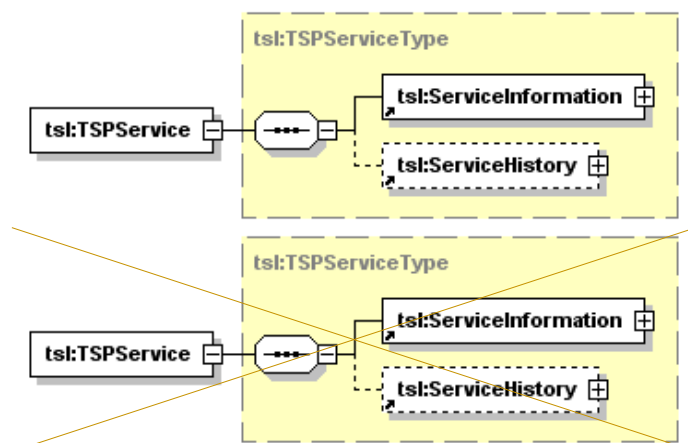 tsl:TSPServiceType
tsl:ServiceInformation
tsl:TSPService
tsl:ServiceHistory
tsl:TSPServiceType
tsl:ServiceInformation
tsl:TSPService
tsl:ServiceHistory